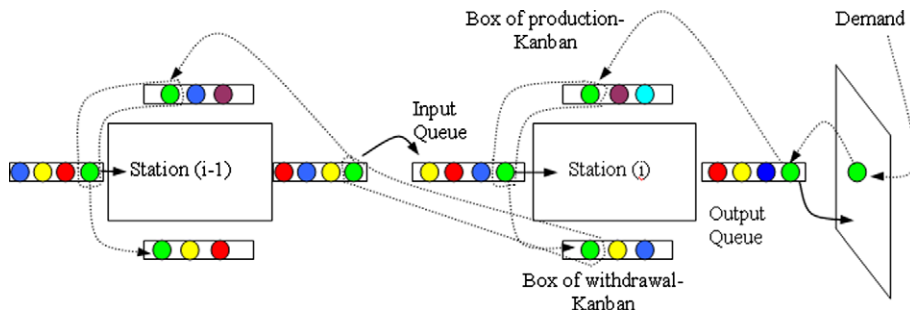 Box of production-
Kanban
Demand
Input
Queue
Station (i-1)
Station (i)
Output
Queue
Box of withdrawal-
Kanban